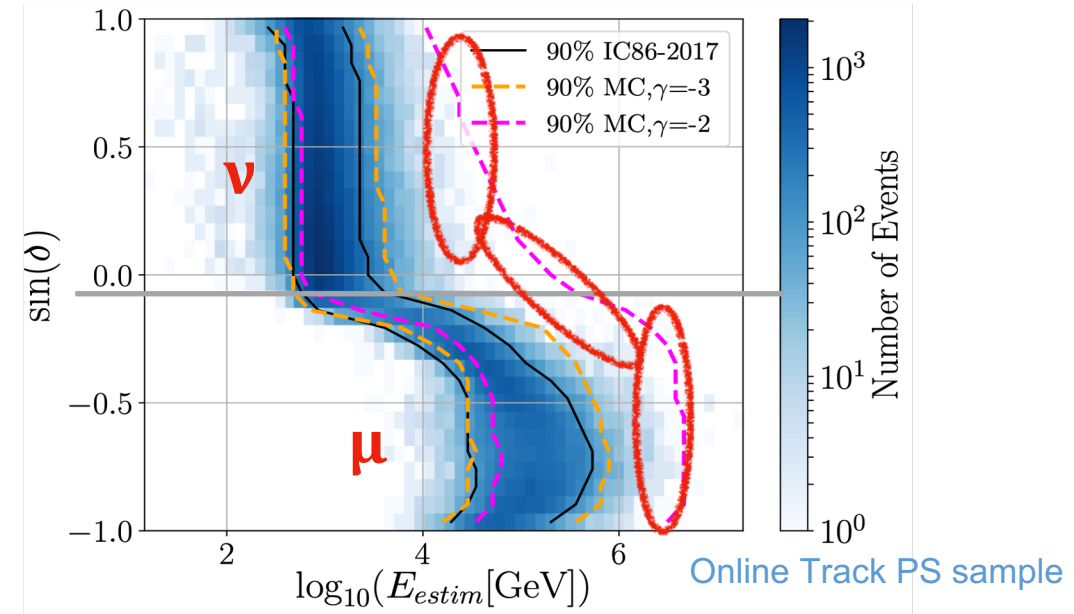 1.0
0.5
0.0
−0.5
−1.0
sin(δ)
ν
μ
90% IC86-2017
90% MC,γ=-3
90% MC,γ=-2
2
4
6
log₁₀(E_estim[GeV])
10³
10²
10¹
10⁰
Number of Events
Online Track PS sample